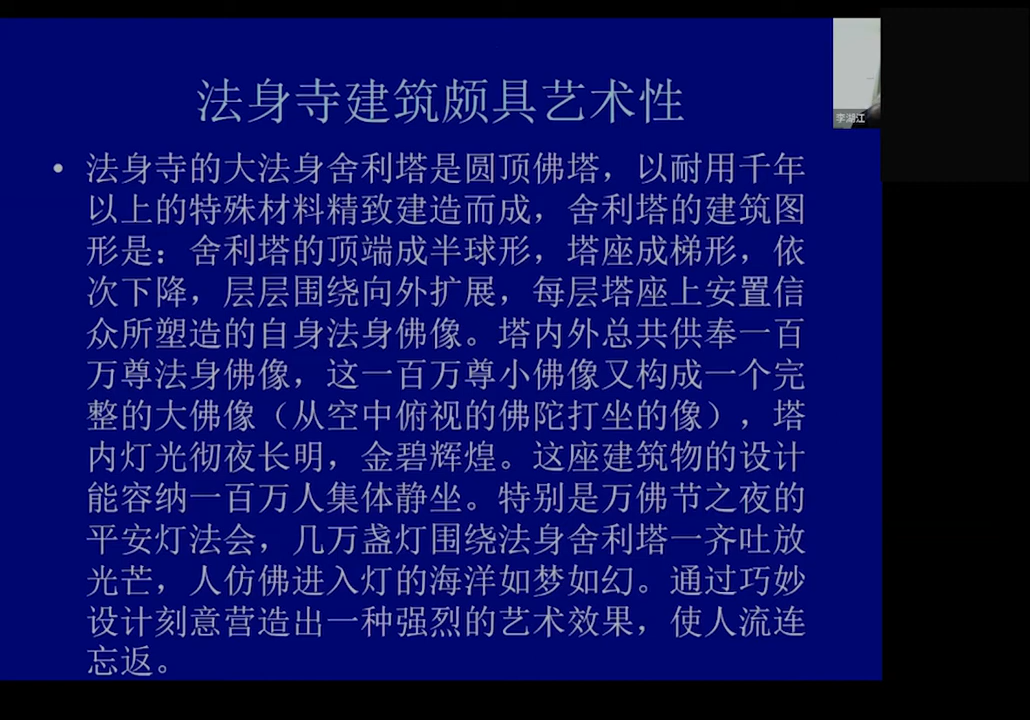 法身寺建筑颇具艺术性
李湖江
• 法身寺的大法身舍利塔是圆顶佛塔，以耐用千年
以上的特殊材料精致建造而成，舍利塔的建筑图
形是：舍利塔的顶端成半球形，塔座成梯形，依
次下降，层层围绕向外扩展，每层塔座上安置信
众所塑造的自身法身佛像。塔内外总共供奉一百
万尊法身佛像，这一百万尊小佛像又构成一个完
整的大佛像（从空中俯视的佛陀打坐的像），塔
内灯光彻夜长明，金碧辉煌。这座建筑物的设计
能容纳一百万人集体静坐。特别是万佛节之夜的
平安灯法会，几万盏灯围绕法身舍利塔一齐吐放
光芒，人仿佛进入灯的海洋如梦如幻。通过巧妙
设计刻意营造出一种强烈的艺术效果，使人流连
忘返。